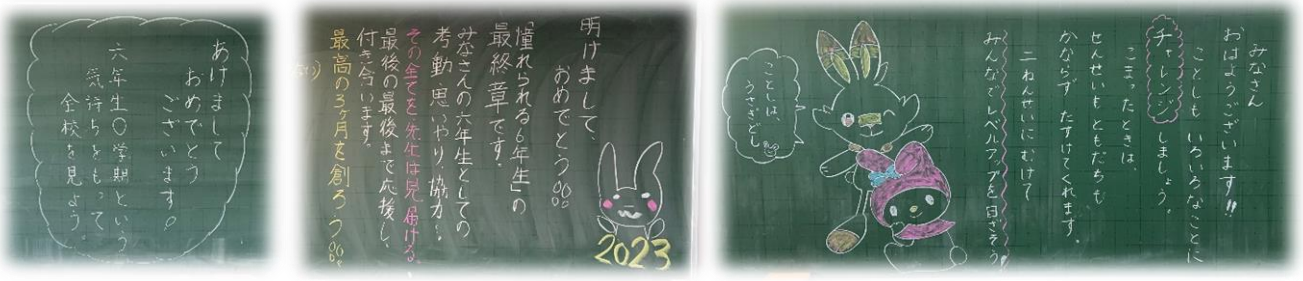 あけまして
おめでとう
ございます。
六年生〇学期という
気持ちをもって、
全校を見よう。
明けまして、
おめでとう。
「憧れられる6年生」の
最終章です。
みなさんの六年生としての
考動、思いやり、協力…
その全てを先生は見届ける。
最後の最後まで応援し、
付き合います。
最高の3ヶ月を創ろう。
2023
みなさん
おはようございます!!
ことしも いろいろなことに
チャレンジしましょう。
こまったときは、
せんせいも ともだちも
かならず たすけてくれます。
二ねんせいに むけて
みんなでレベルアップを目ざそう
ことしは、
うさぎどし